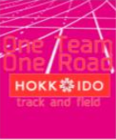 One Team
One Road
HOKKAIDO
track and field